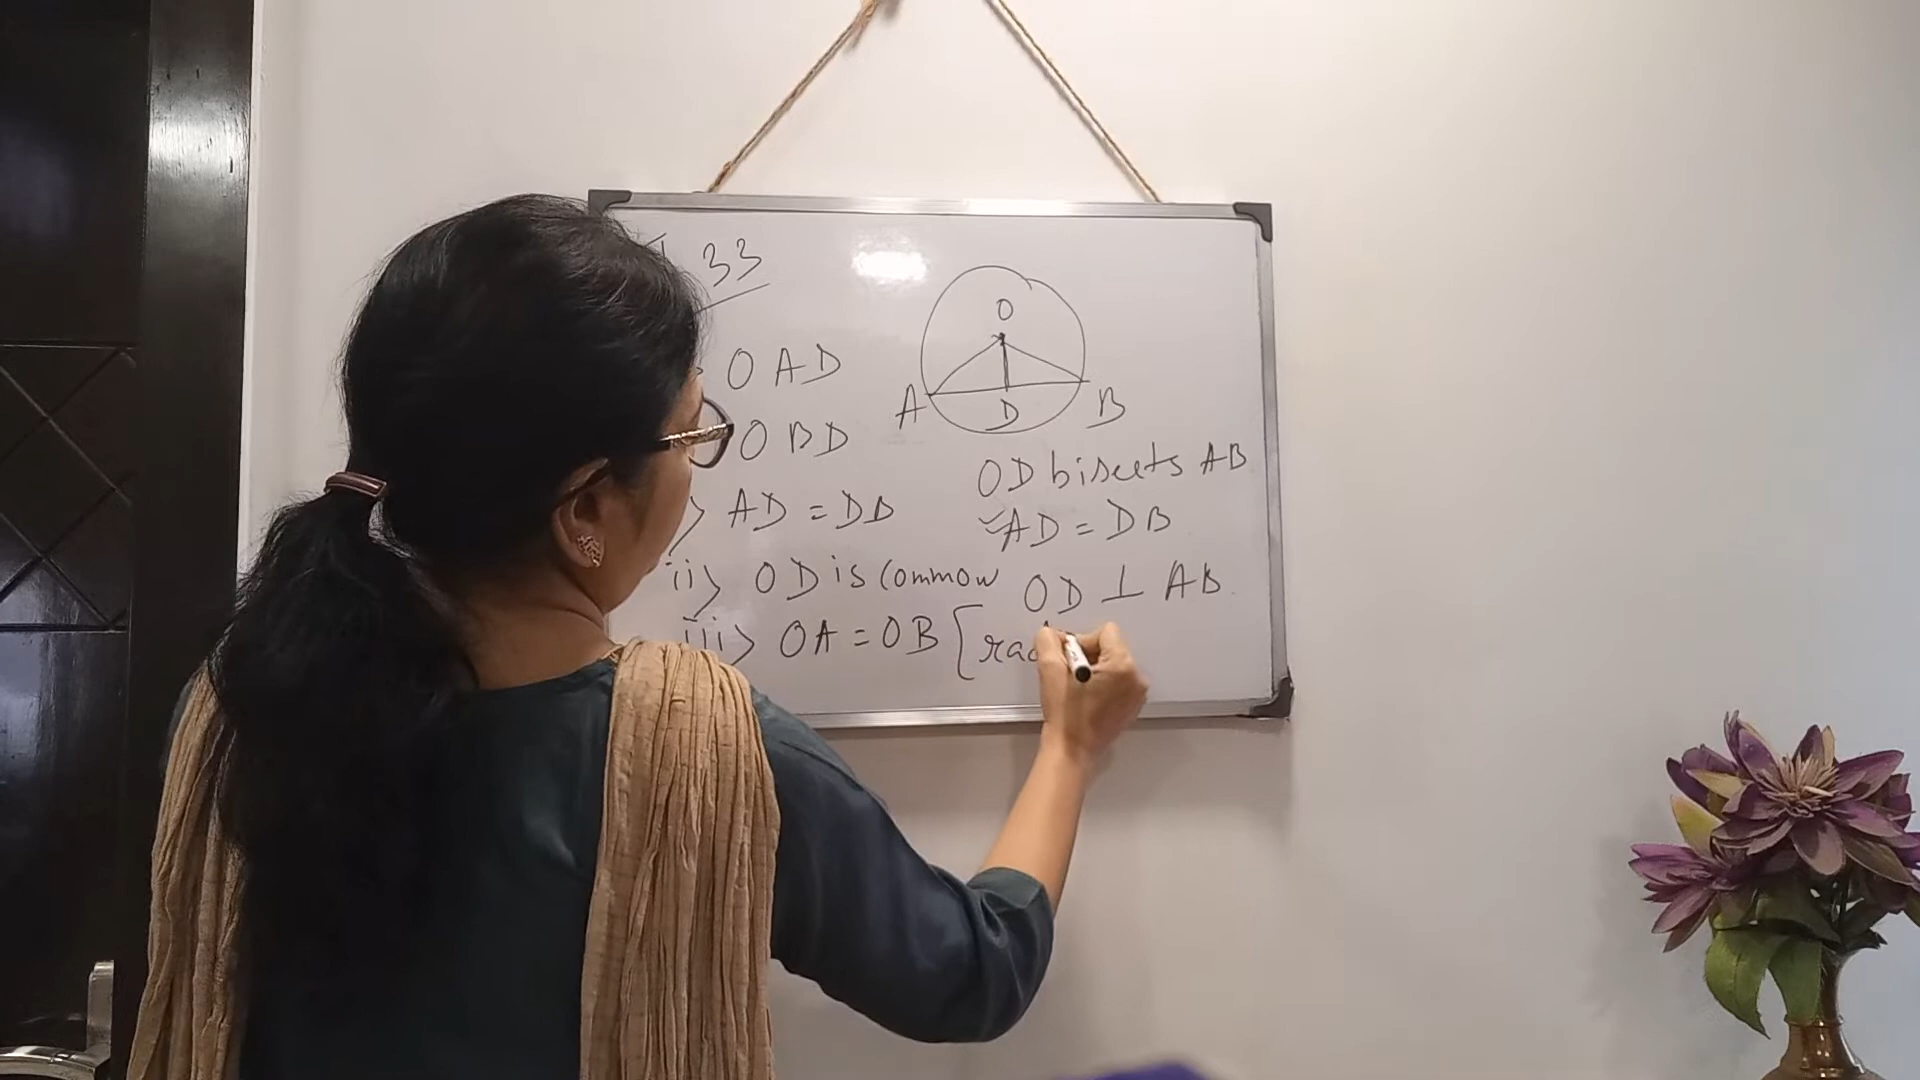 33
O
A D B
OAD
OBD
OD bisects AB
> AD = DB
AD = DB
ii> OD is common
OD ⊥ AB
iii> OA = OB [rad